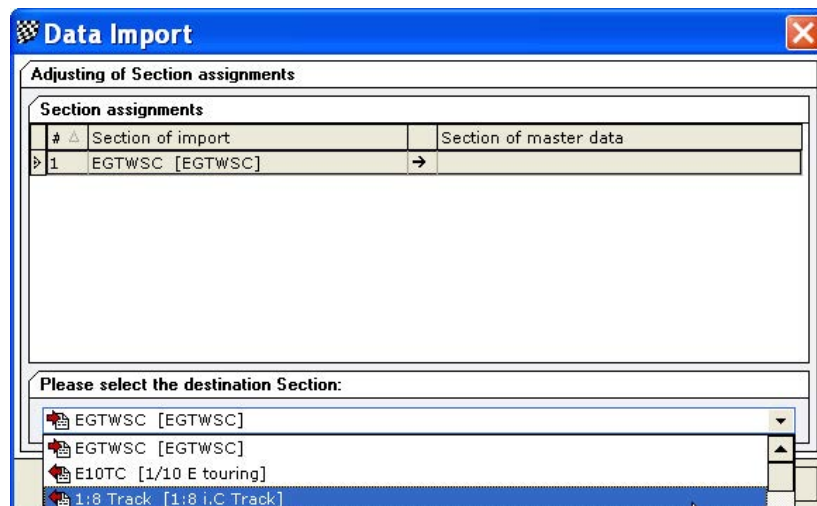 Data Import
Adjusting of Section assignments
Section assignments
# Section of import Section of master data
1 EGTWSC [EGTWSC] →
Please select the destination Section:
EGTWSC [EGTWSC]
EGTWSC [EGTWSC]
E10TC [1/10 E touring]
1:8 Track [1:8 i.C Track]